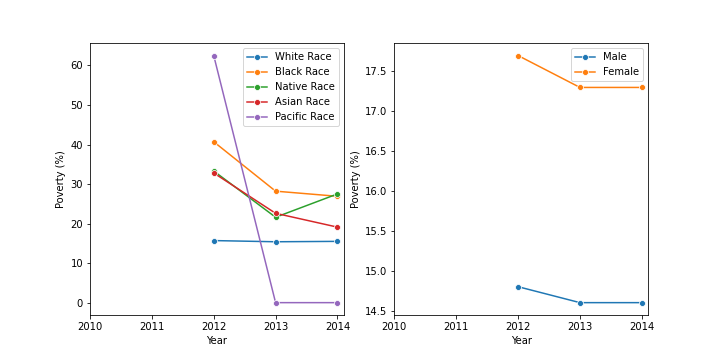 White Race
Black Race
Native Race
Asian Race
Pacific Race
60
50
40
30
20
10
0
Poverty (%)
2010
2011
2012
2013
2014
Year
Male
Female
17.5
17.0
16.5
16.0
15.5
15.0
14.5
Poverty (%)
2010
2011
2012
2013
2014
Year